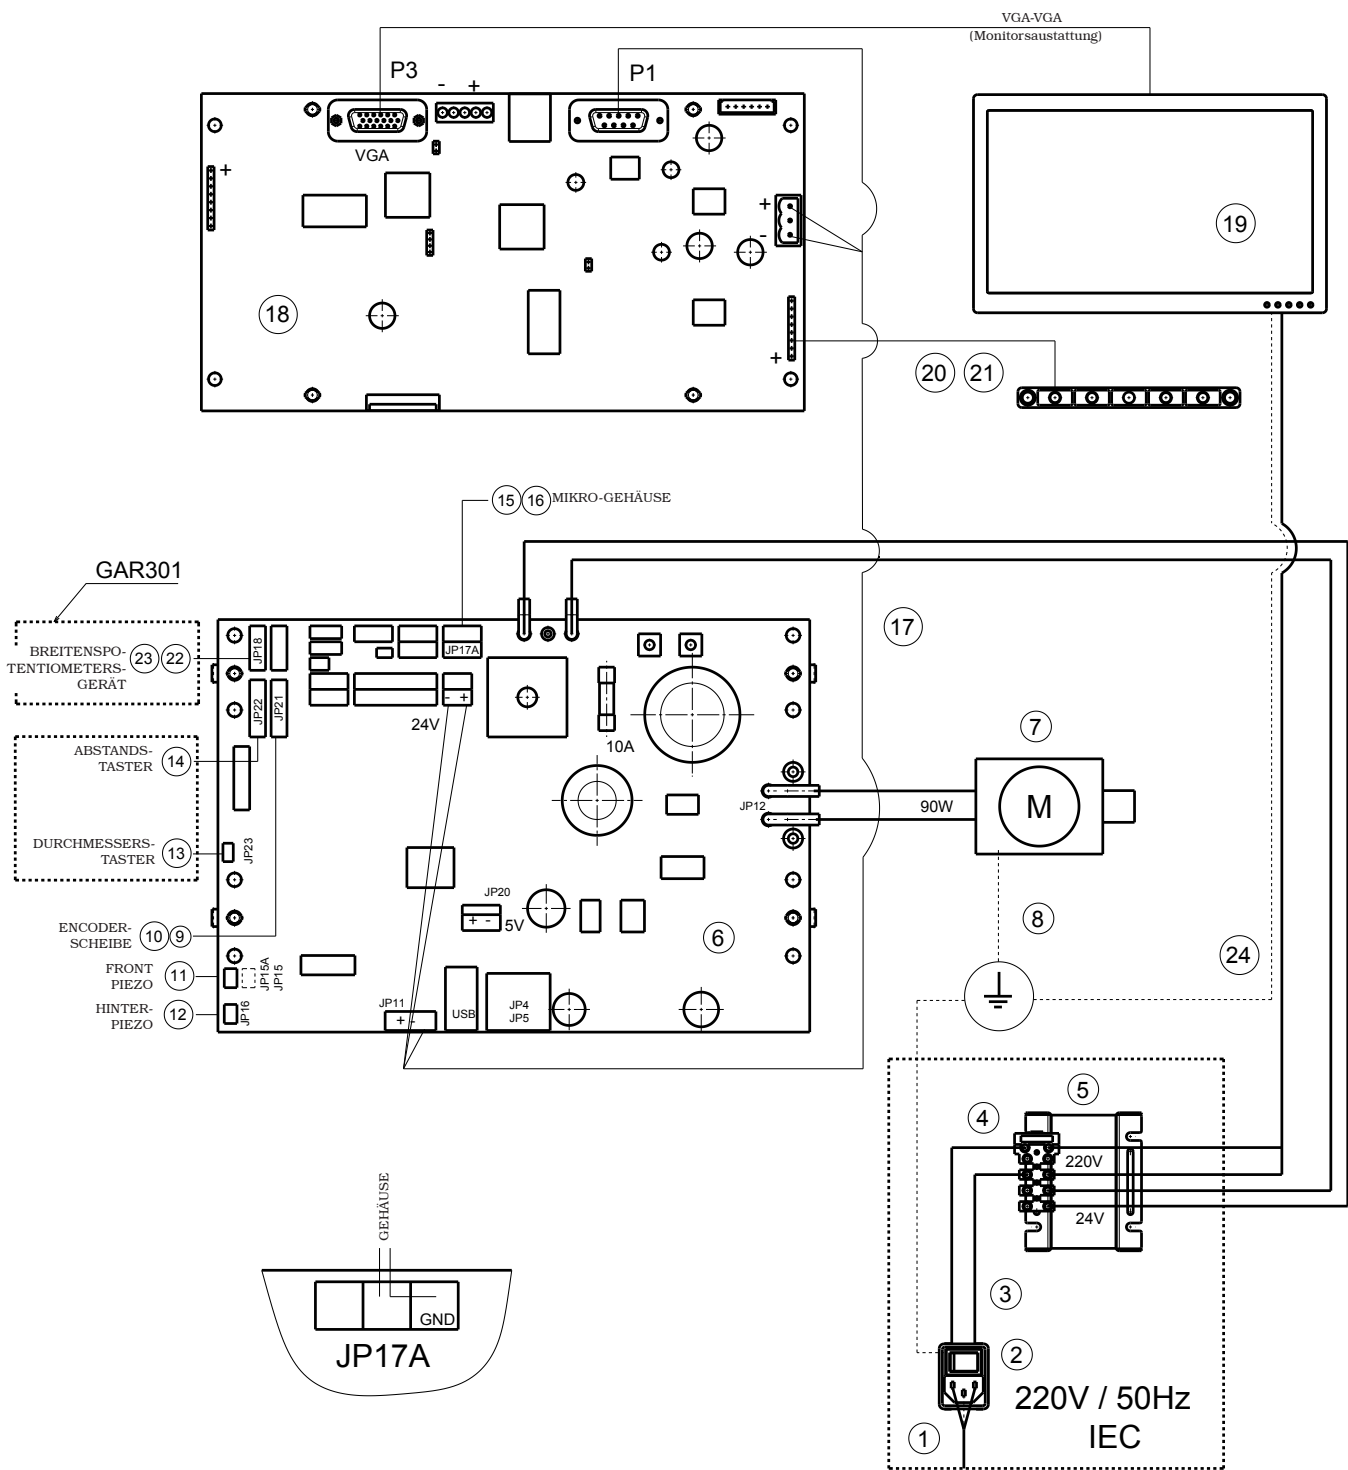 VGA-VGA
(Monitorsaustattung)
P3
P1
- +
VGA
+
+
-
19
18
+
20 21
15 16 MIKRO-GEHÄUSE
GAR301
17
BREITENSPO-
TENTIOMETERS-
GERÄT
23 22
JP18
JP17A
JP22
JP21
- +
24V
10A
7
ABSTANDS-
TASTER
14
JP12
90W
M
DURCHMESSERS-
TASTER
13
JP23
JP20
+ -
5V
8
6
ENCODER-
SCHEIBE
10 9
24
FRONT
PIEZO
11
JP15A
JP15
HINTER-
PIEZO
12
JP16
JP11
+ -
USB
JP4
JP5
5
4
220V
24V
GEHÄUSE
3
GND
JP17A
2
220V / 50Hz
IEC
1